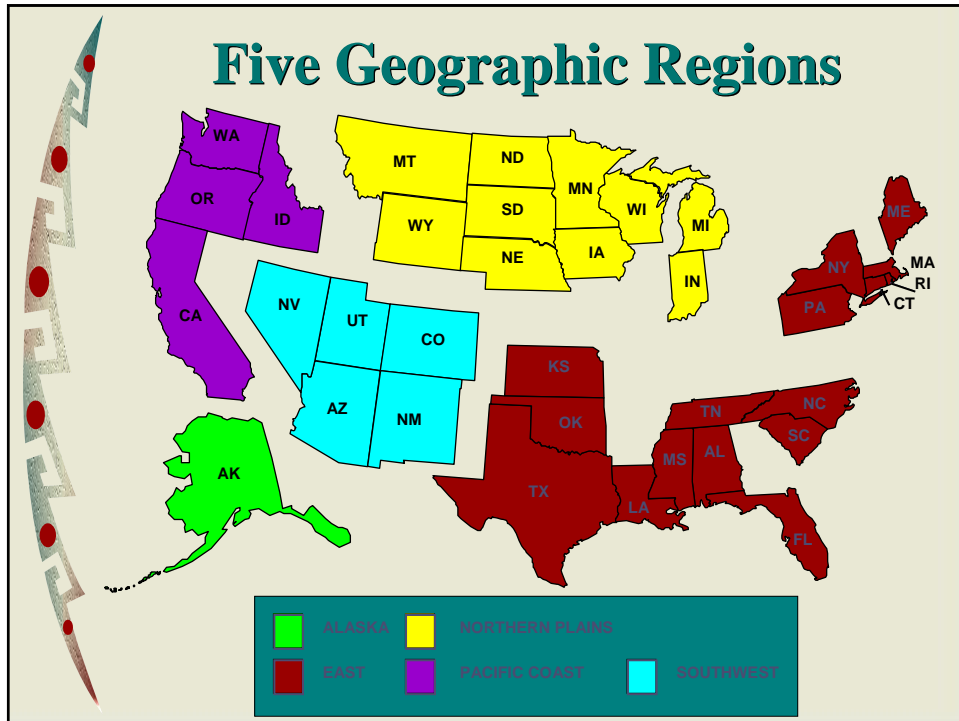 Five Geographic Regions
WA
MT
ND
MN
OR
ID
WY
SD
WI
MI
ME
NE
IA
IN
NY
MA
RI
CT
PA
CA
NV
UT
CO
KS
AZ
NM
OK
TN
NC
SC
MS
AL
AK
TX
LA
FL
ALASKA
NORTHERN PLAINS
EAST
PACIFIC COAST
SOUTHWEST